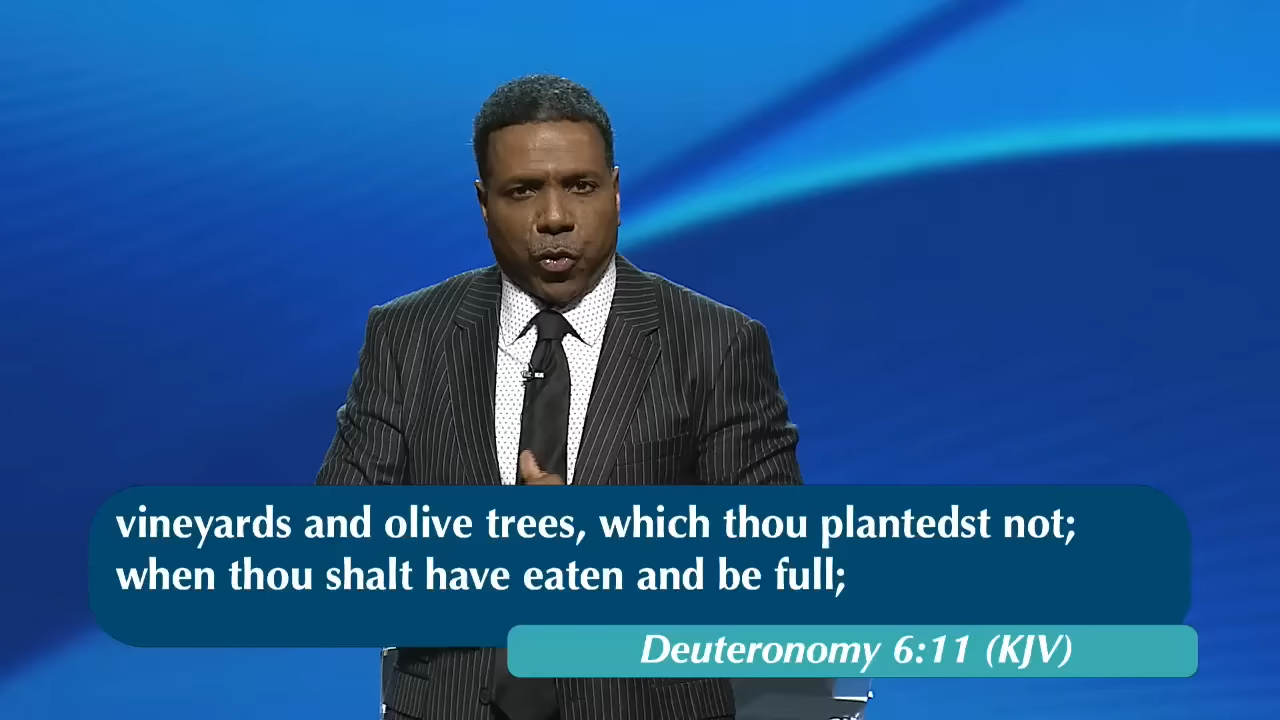 vineyards and olive trees, which thou plantedst not;
when thou shalt have eaten and be full;
Deuteronomy 6:11 (KJV)